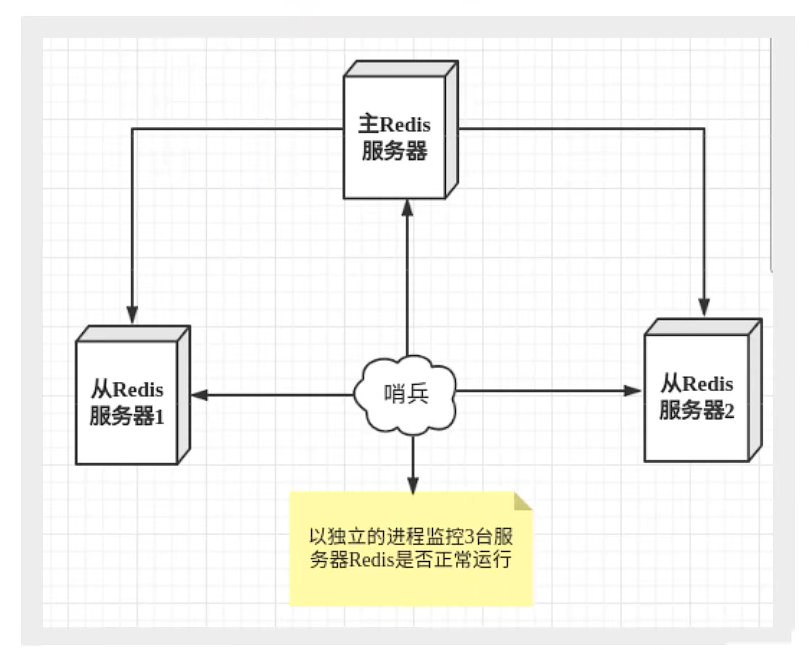 主Redis
服务器
从Redis
服务器1
哨兵
从Redis
服务器2
以独立的进程监控3台服
务器Redis是否正常运行